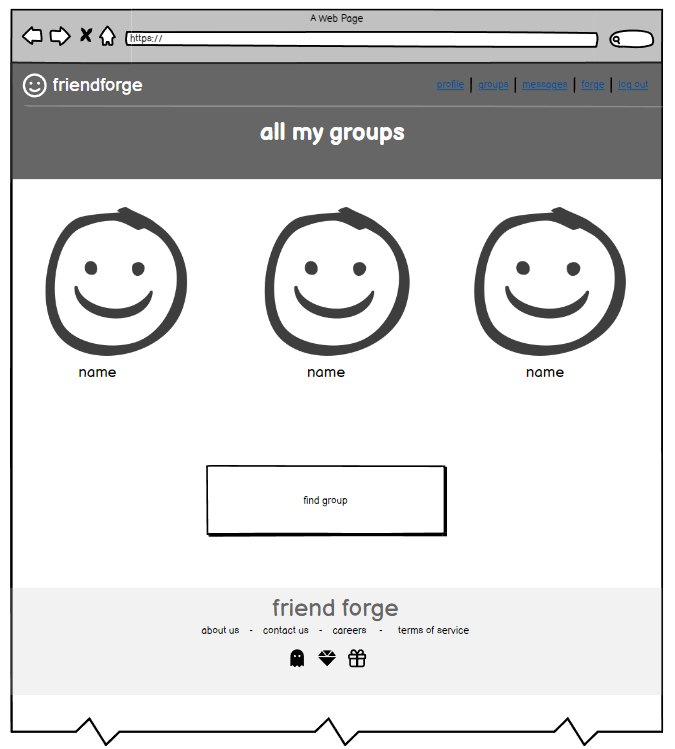 A Web Page
https://
friendforge
profile | groups | messages | forge | log out
all my groups
name name name
find group
friend forge
about us - contact us - careers - terms of service